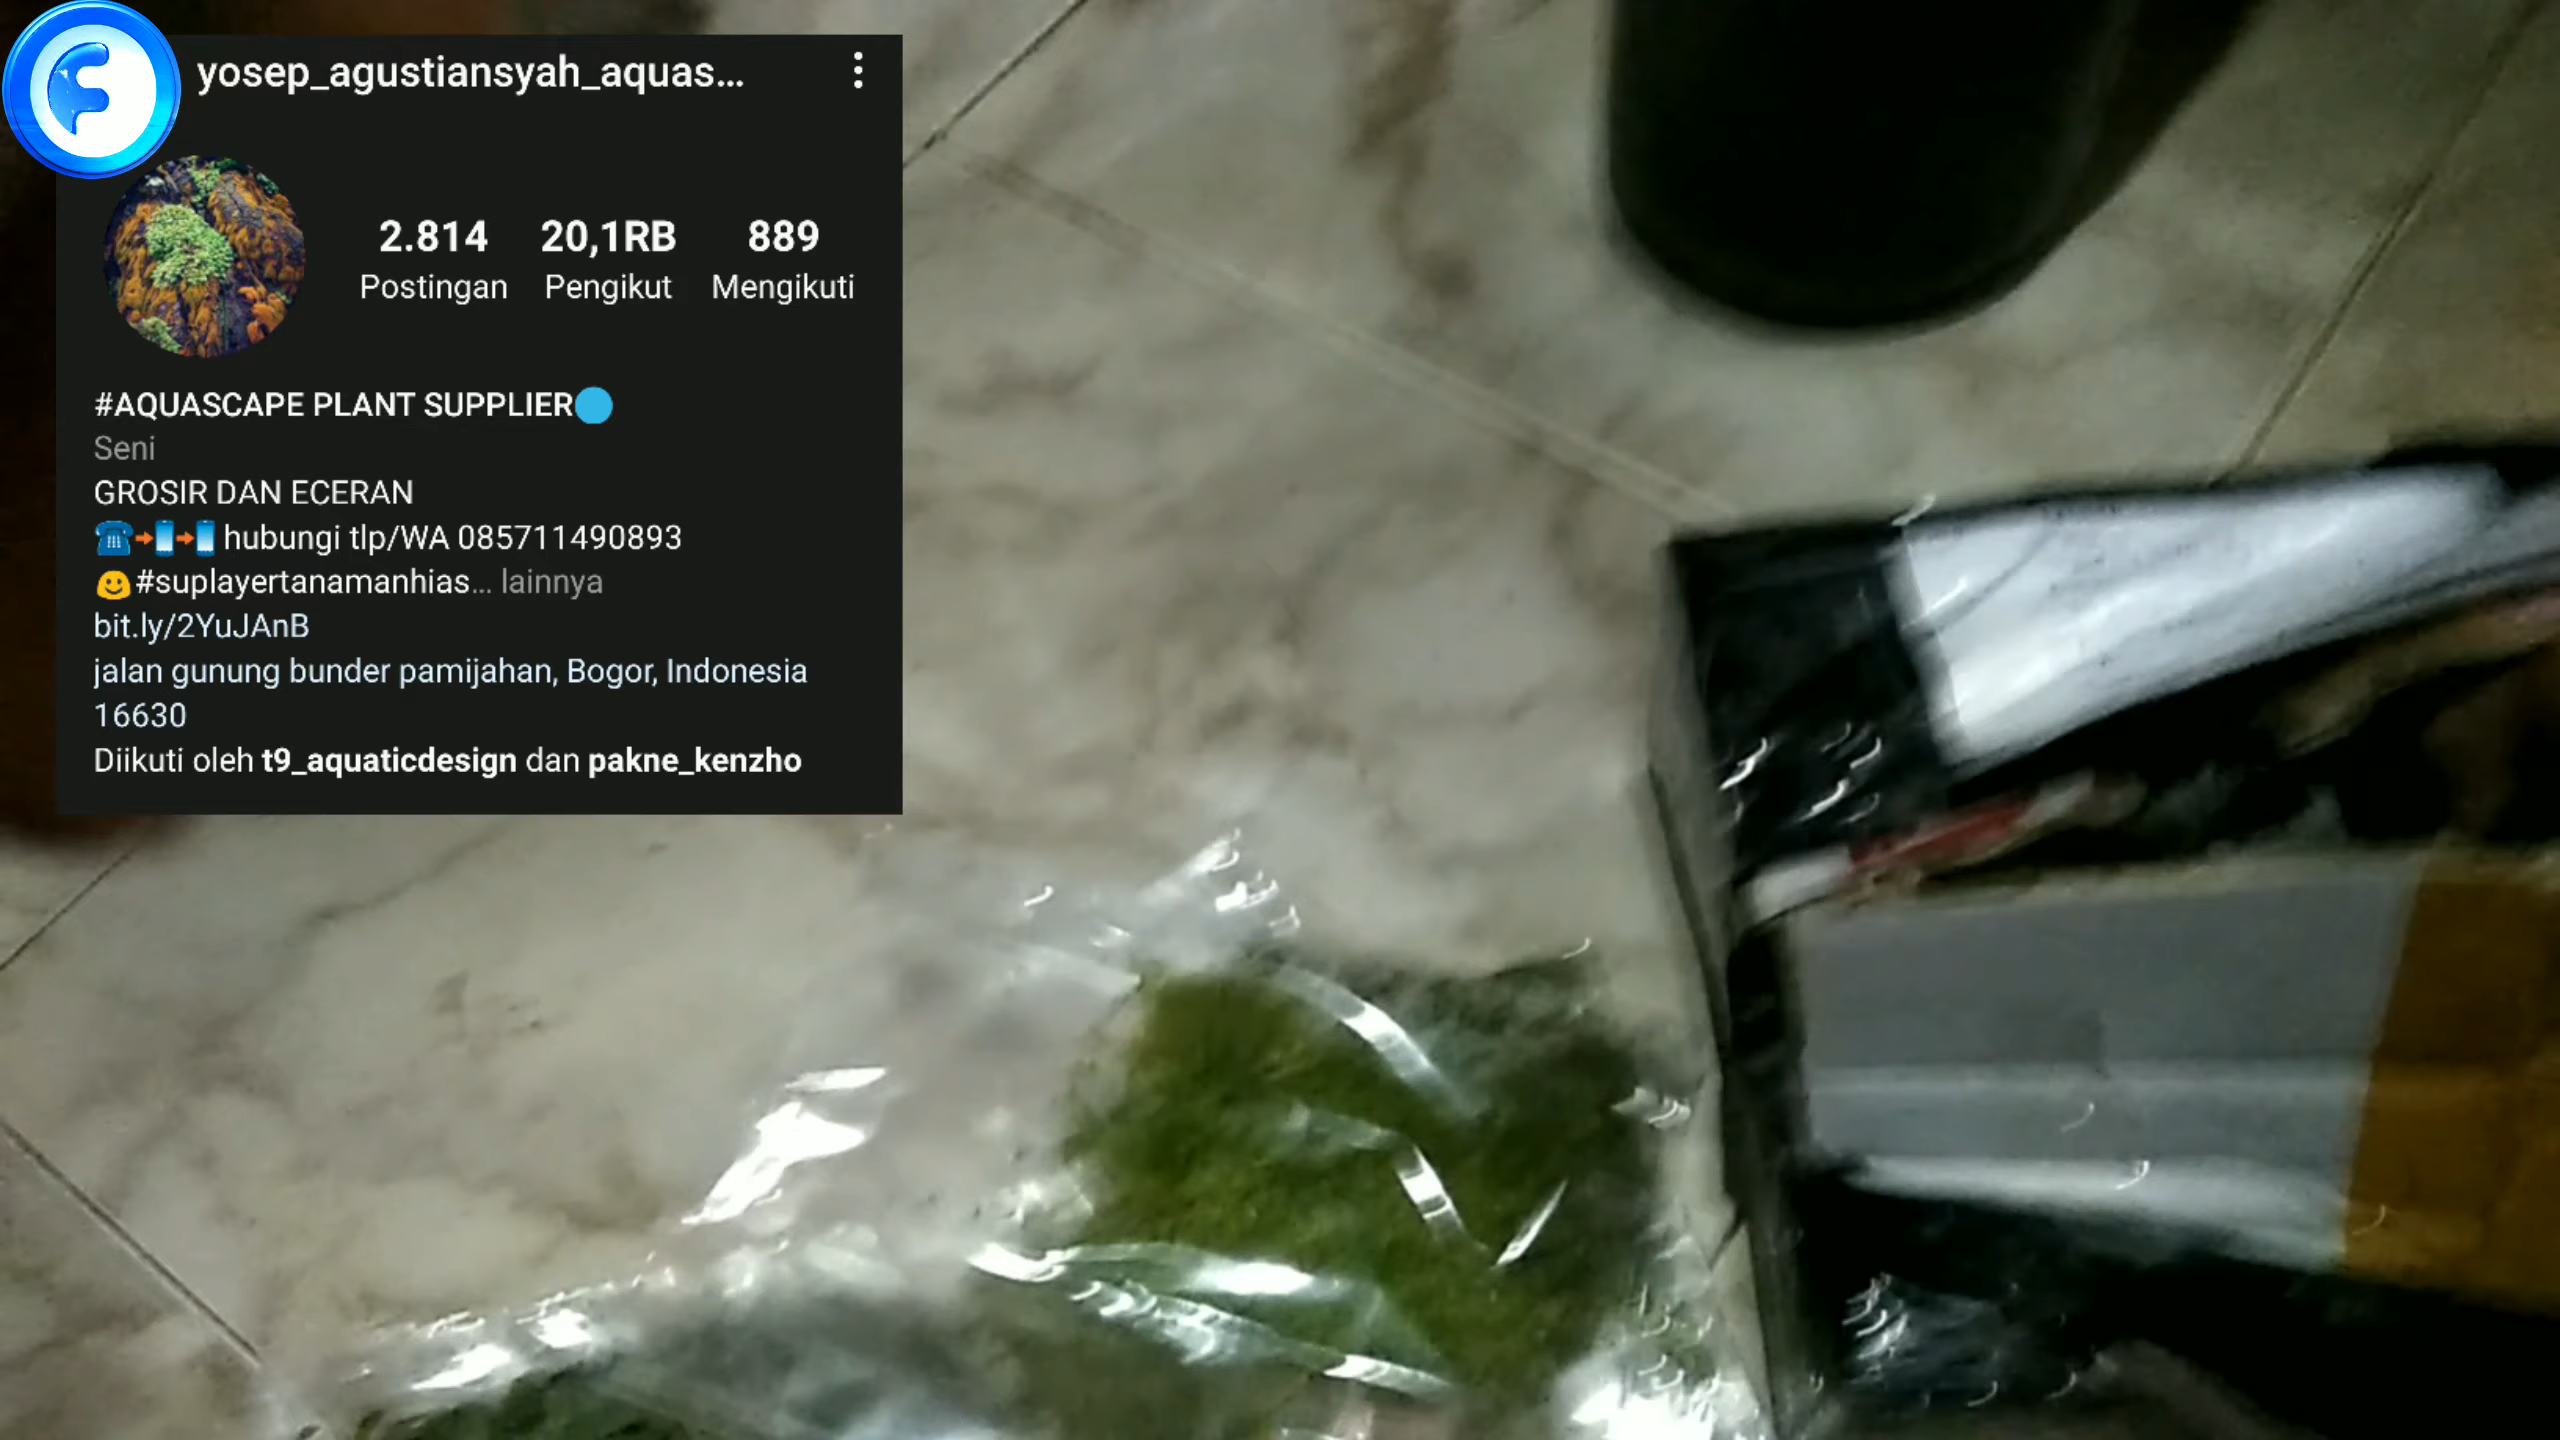 yosep_agustiansyah_aquas...
2.814 20,1RB 889
Postingan Pengikut Mengikuti
#AQUASCAPE PLANT SUPPLIER
Seni
GROSIR DAN ECERAN
hubungi tlp/WA 085711490893
#suplayertanamanhias... lainnya
bit.ly/2YuJAnB
jalan gunung bunder pamijahan, Bogor, Indonesia
16630
Diikuti oleh t9_aquaticdesign dan pakne_kenzho